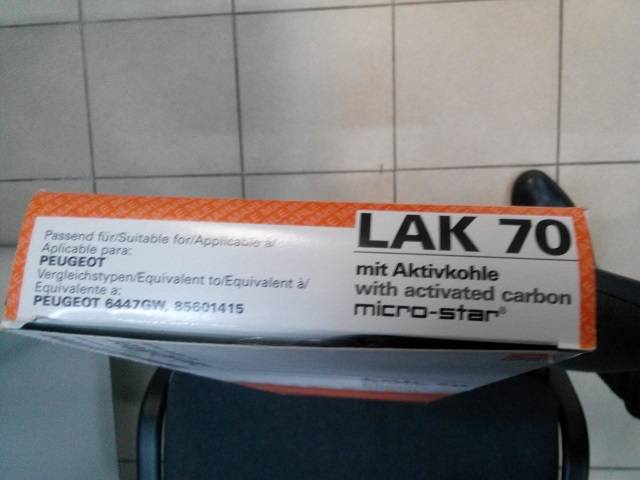 Passend für/Suitable for/Applicable à/
Aplicable para:
PEUGEOT
Vergleichstypen/Equivalent to/Equivalent à/
Equivalente a:
PEUGEOT 6447GW, 85601415
LAK 70
mit Aktivkohle
with activated carbon
micro-star®